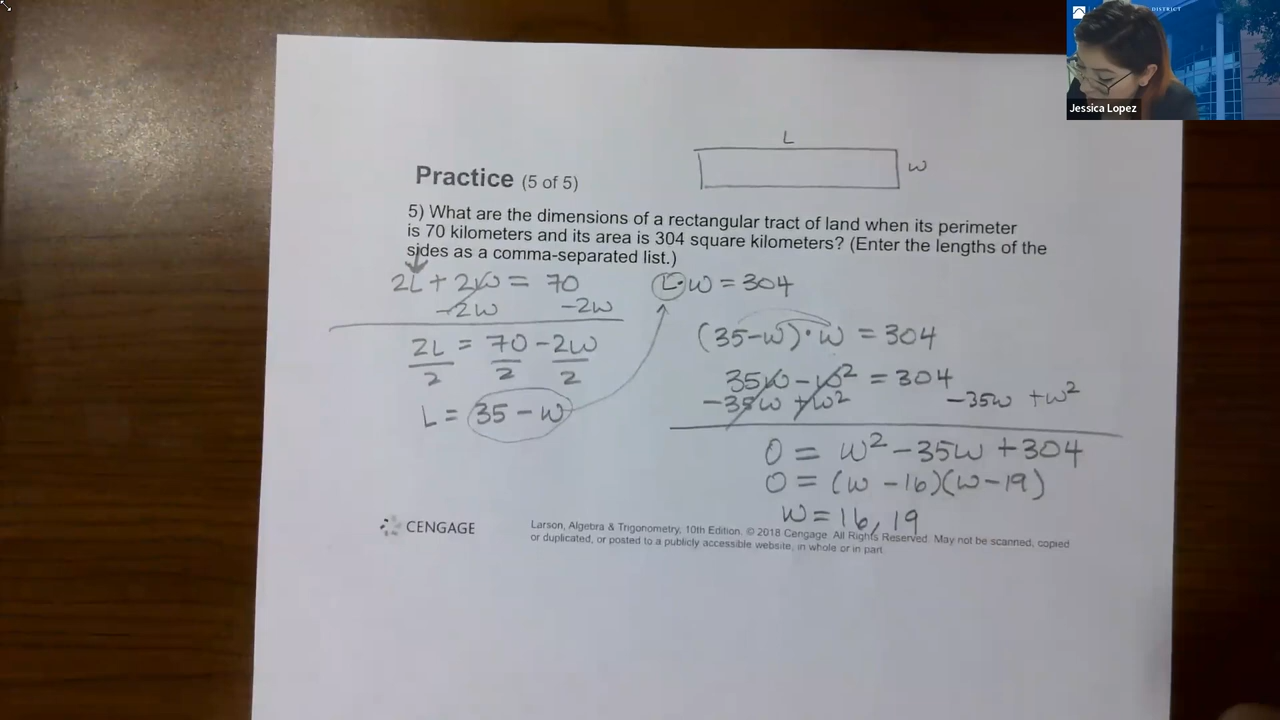 DISTRICT
Jessica Lopez
L
W
Practice (5 of 5)
5) What are the dimensions of a rectangular tract of land when its perimeter
is 70 kilometers and its area is 304 square kilometers? (Enter the lengths of the
sides as a comma-separated list.)
2L + 2W = 70
-2W -2W
2L = 70 - 2W
2 2 2
L = 35 - W
L·W = 304
(35-W)·W = 304
35W - W² = 304
-35W +W² -35W +W²
0 = W² - 35W + 304
0 = (W - 16)(W - 19)
W = 16, 19
CENGAGE
Larson, Algebra & Trigonometry, 10th Edition. © 2018 Cengage. All Rights Reserved. May not be scanned, copied
or duplicated, or posted to a publicly accessible website, in whole or in part.